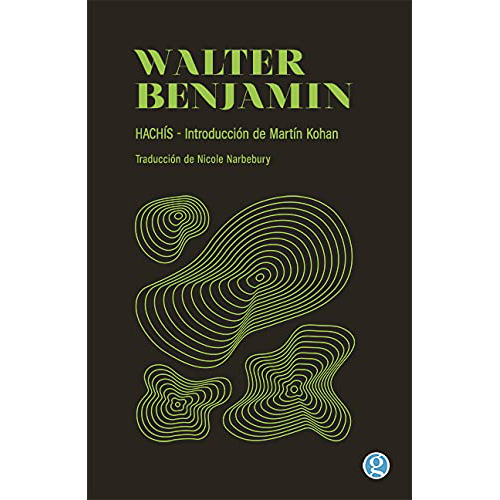 WALTER
BENJAMIN
HACHÍS - Introducción de Martín Kohan
Traducción de Nicole Narbebury
g